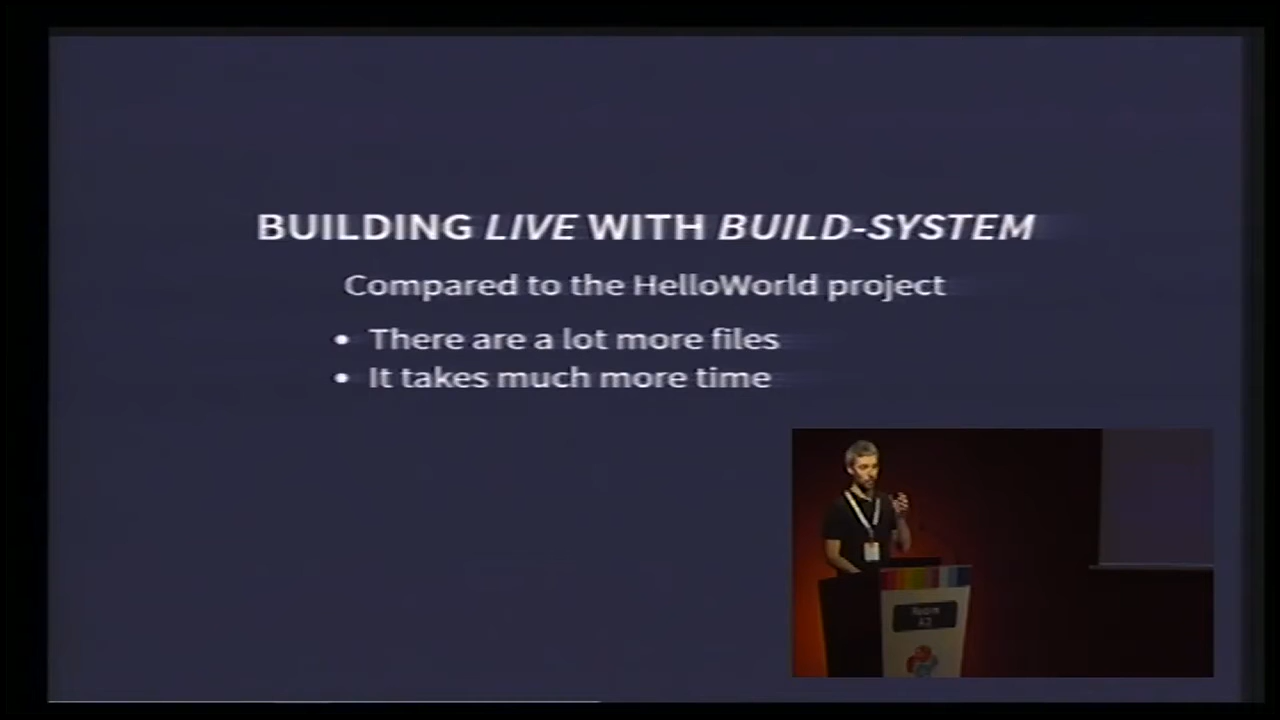 BUILDING LIVE WITH BUILD-SYSTEM
Compared to the HelloWorld project
• There are a lot more files
• It takes much more time
Room